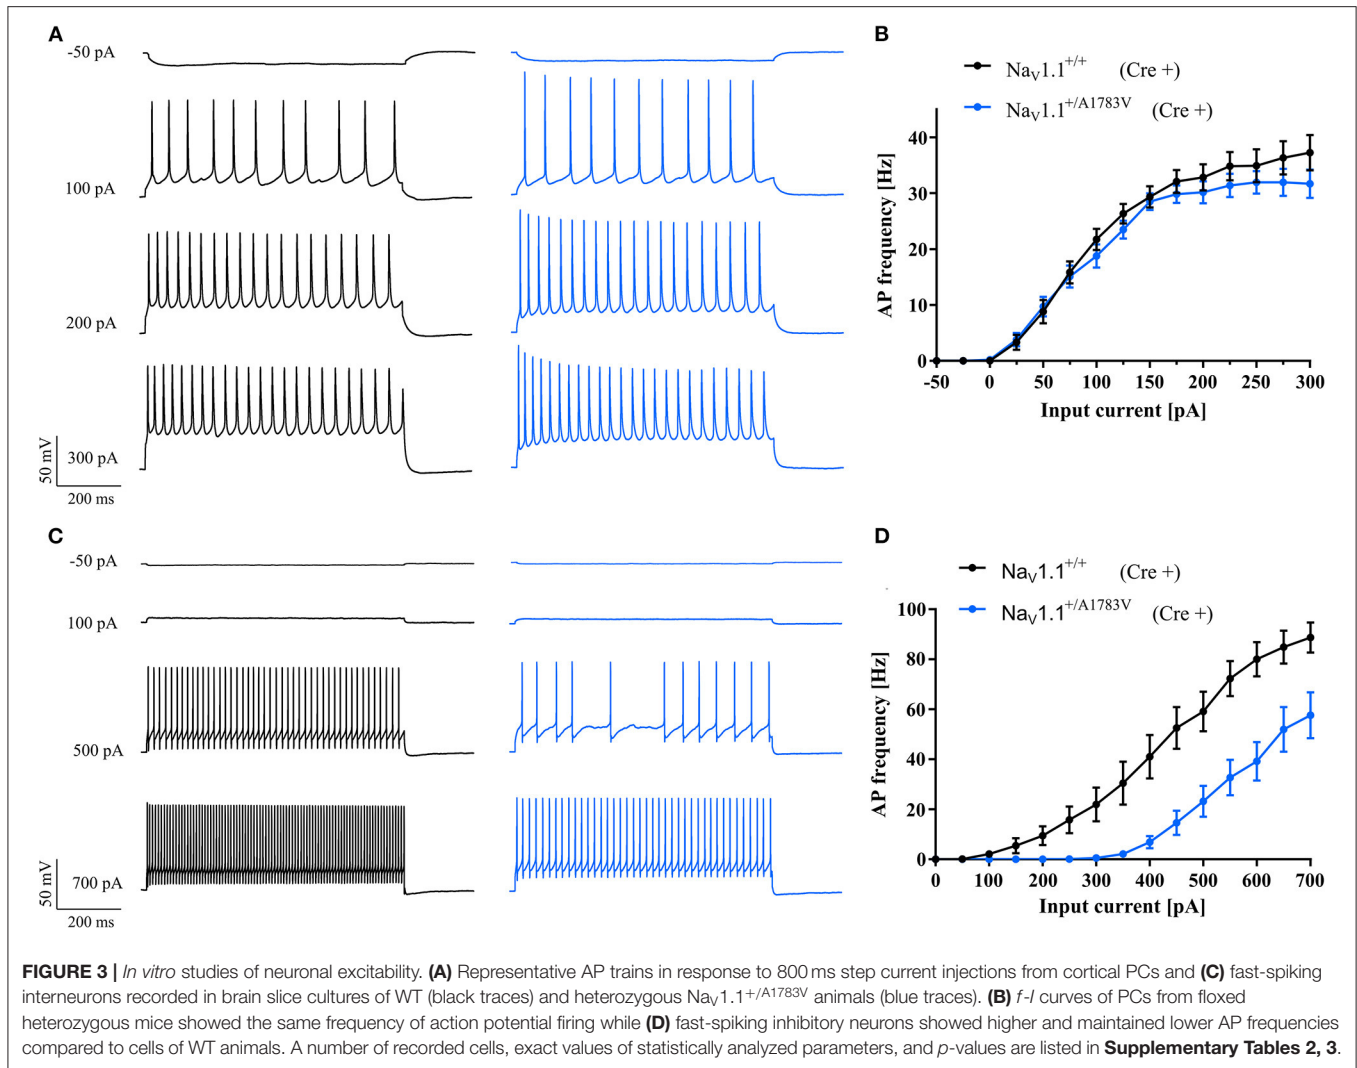 A
-50 pA
100 pA
200 pA
300 pA
50 mV
200 ms
B
NaV1.1+/+ (Cre +)
NaV1.1+/A1783V (Cre +)
AP frequency [Hz]
40
30
20
10
0
-50 0 50 100 150 200 250 300
Input current [pA]
C
-50 pA
100 pA
500 pA
700 pA
50 mV
200 ms
D
NaV1.1+/+ (Cre +)
NaV1.1+/A1783V (Cre +)
AP frequency [Hz]
100
80
60
40
20
0
0 100 200 300 400 500 600 700
Input current [pA]
FIGURE 3 | In vitro studies of neuronal excitability. (A) Representative AP trains in response to 800 ms step current injections from cortical PCs and (C) fast-spiking
interneurons recorded in brain slice cultures of WT (black traces) and heterozygous NaV1.1+/A1783V animals (blue traces). (B) f-I curves of PCs from floxed
heterozygous mice showed the same frequency of action potential firing while (D) fast-spiking inhibitory neurons showed higher and maintained lower AP frequencies
compared to cells of WT animals. A number of recorded cells, exact values of statistically analyzed parameters, and p-values are listed in Supplementary Tables 2, 3.